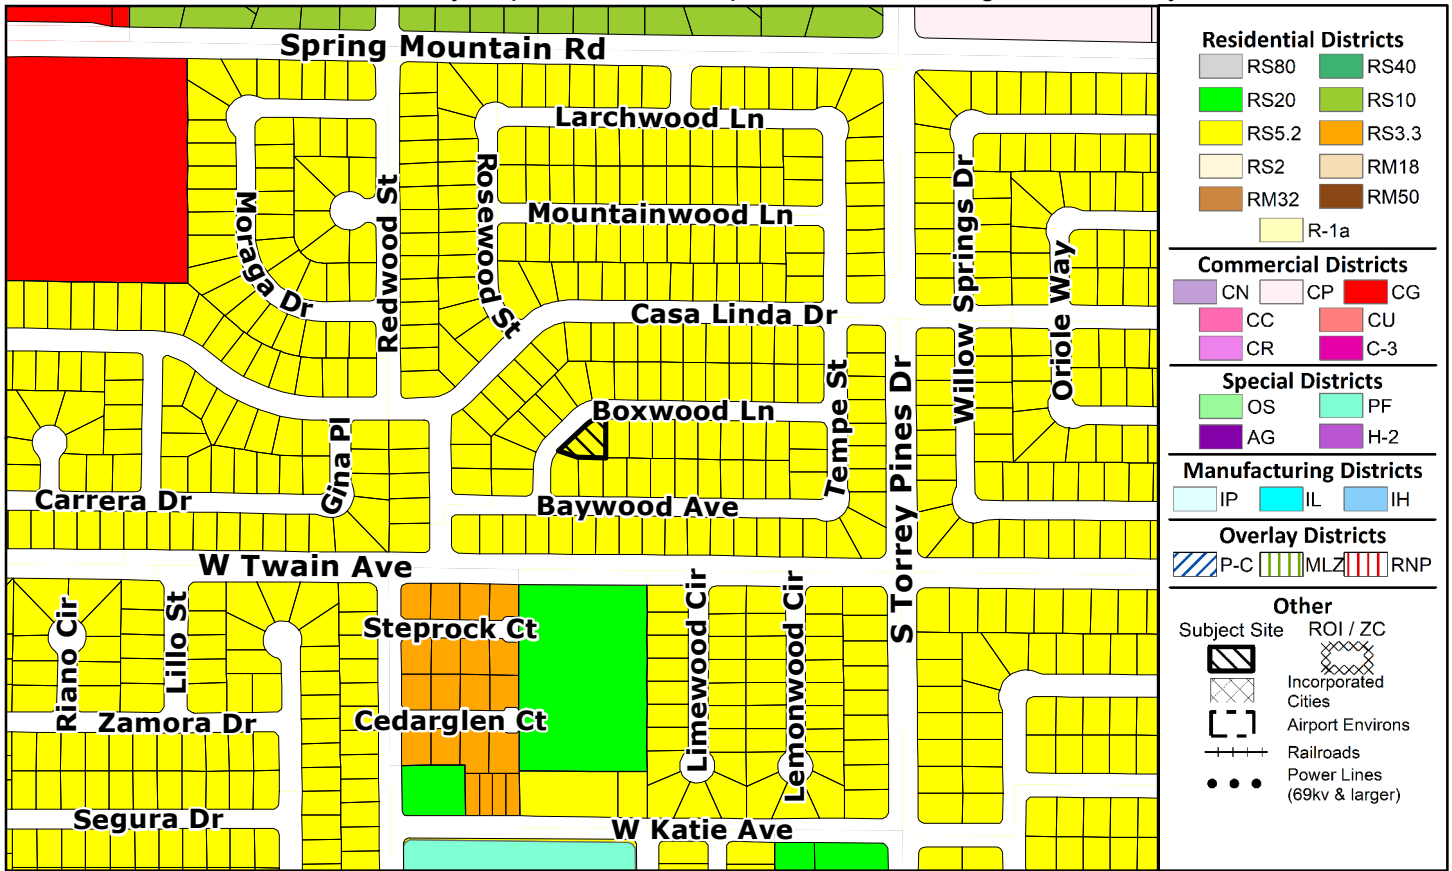 Spring Mountain Rd
Larchwood Ln
Rosewood St
Redwood St
Moraga Dr
Mountainwood Ln
Willow Springs Dr
Oriole Way
Casa Linda Dr
Boxwood Ln
Tempe St
S Torrey Pines Dr
Gina Pl
Carrera Dr
Baywood Ave
W Twain Ave
Riano Cir
Lillo St
Steprock Ct
Limewood Cir
Lemonwood Cir
Zamora Dr
Cedarglen Ct
Segura Dr
W Katie Ave
Residential Districts
RS80 RS40
RS20 RS10
RS5.2 RS3.3
RS2 RM18
RM32 RM50
R-1a
Commercial Districts
CN CP CG
CC CU
CR C-3
Special Districts
OS PF
AG H-2
Manufacturing Districts
IP IL IH
Overlay Districts
P-C MLZ RNP
Other
Subject Site ROI / ZC
Incorporated
Cities
Airport Environs
Railroads
Power Lines
(69kv & larger)